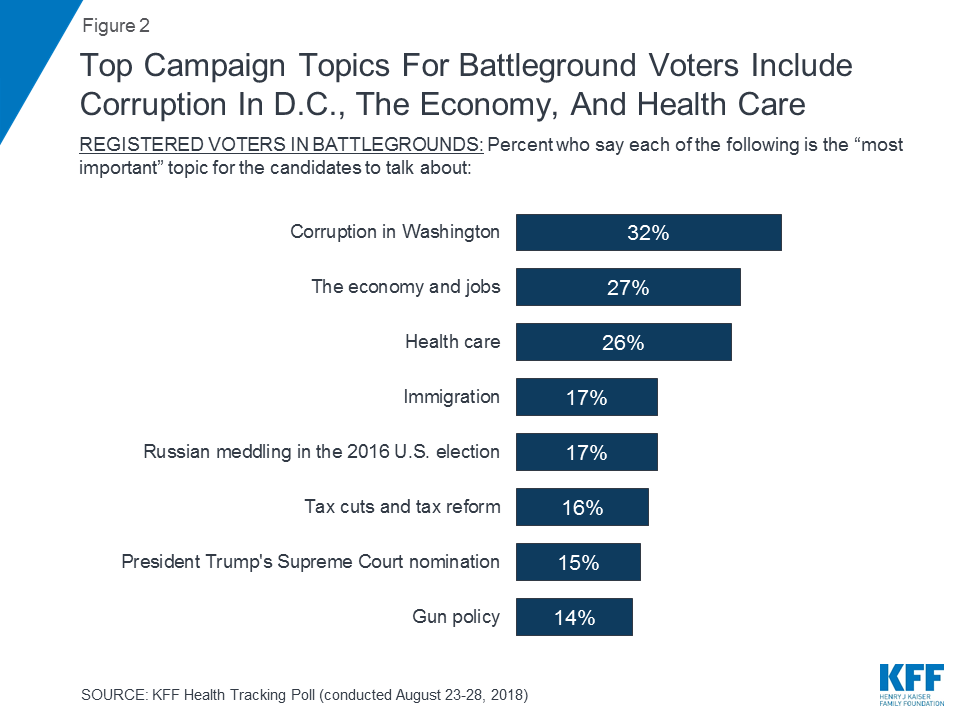 Figure 2
Top Campaign Topics For Battleground Voters Include
Corruption In D.C., The Economy, And Health Care
REGISTERED VOTERS IN BATTLEGROUNDS: Percent who say each of the following is the “most
important” topic for the candidates to talk about:
Corruption in Washington 32%
The economy and jobs 27%
Health care 26%
Immigration 17%
Russian meddling in the 2016 U.S. election 17%
Tax cuts and tax reform 16%
President Trump's Supreme Court nomination 15%
Gun policy 14%
SOURCE: KFF Health Tracking Poll (conducted August 23-28, 2018)
KFF
HENRY J KAISER
FAMILY FOUNDATION